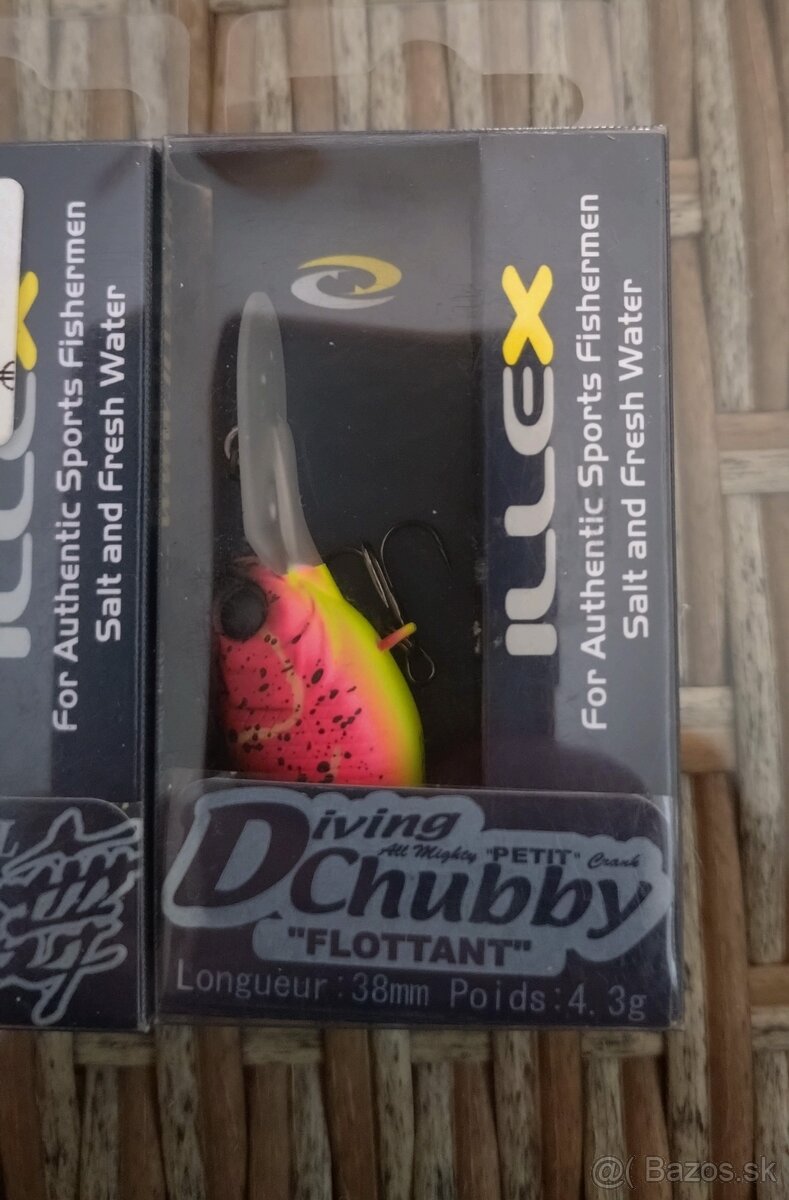 ILLEX
For Authentic Sports Fishermen
Salt and Fresh Water
ILLEX
For Authentic Sports Fishermen
Salt and Fresh Water
Diving
All Mighty "PETIT" Crank
Chubby
"FLOTTANT"
Longueur:38mm Poids:4.3g
@( Bazos.sk